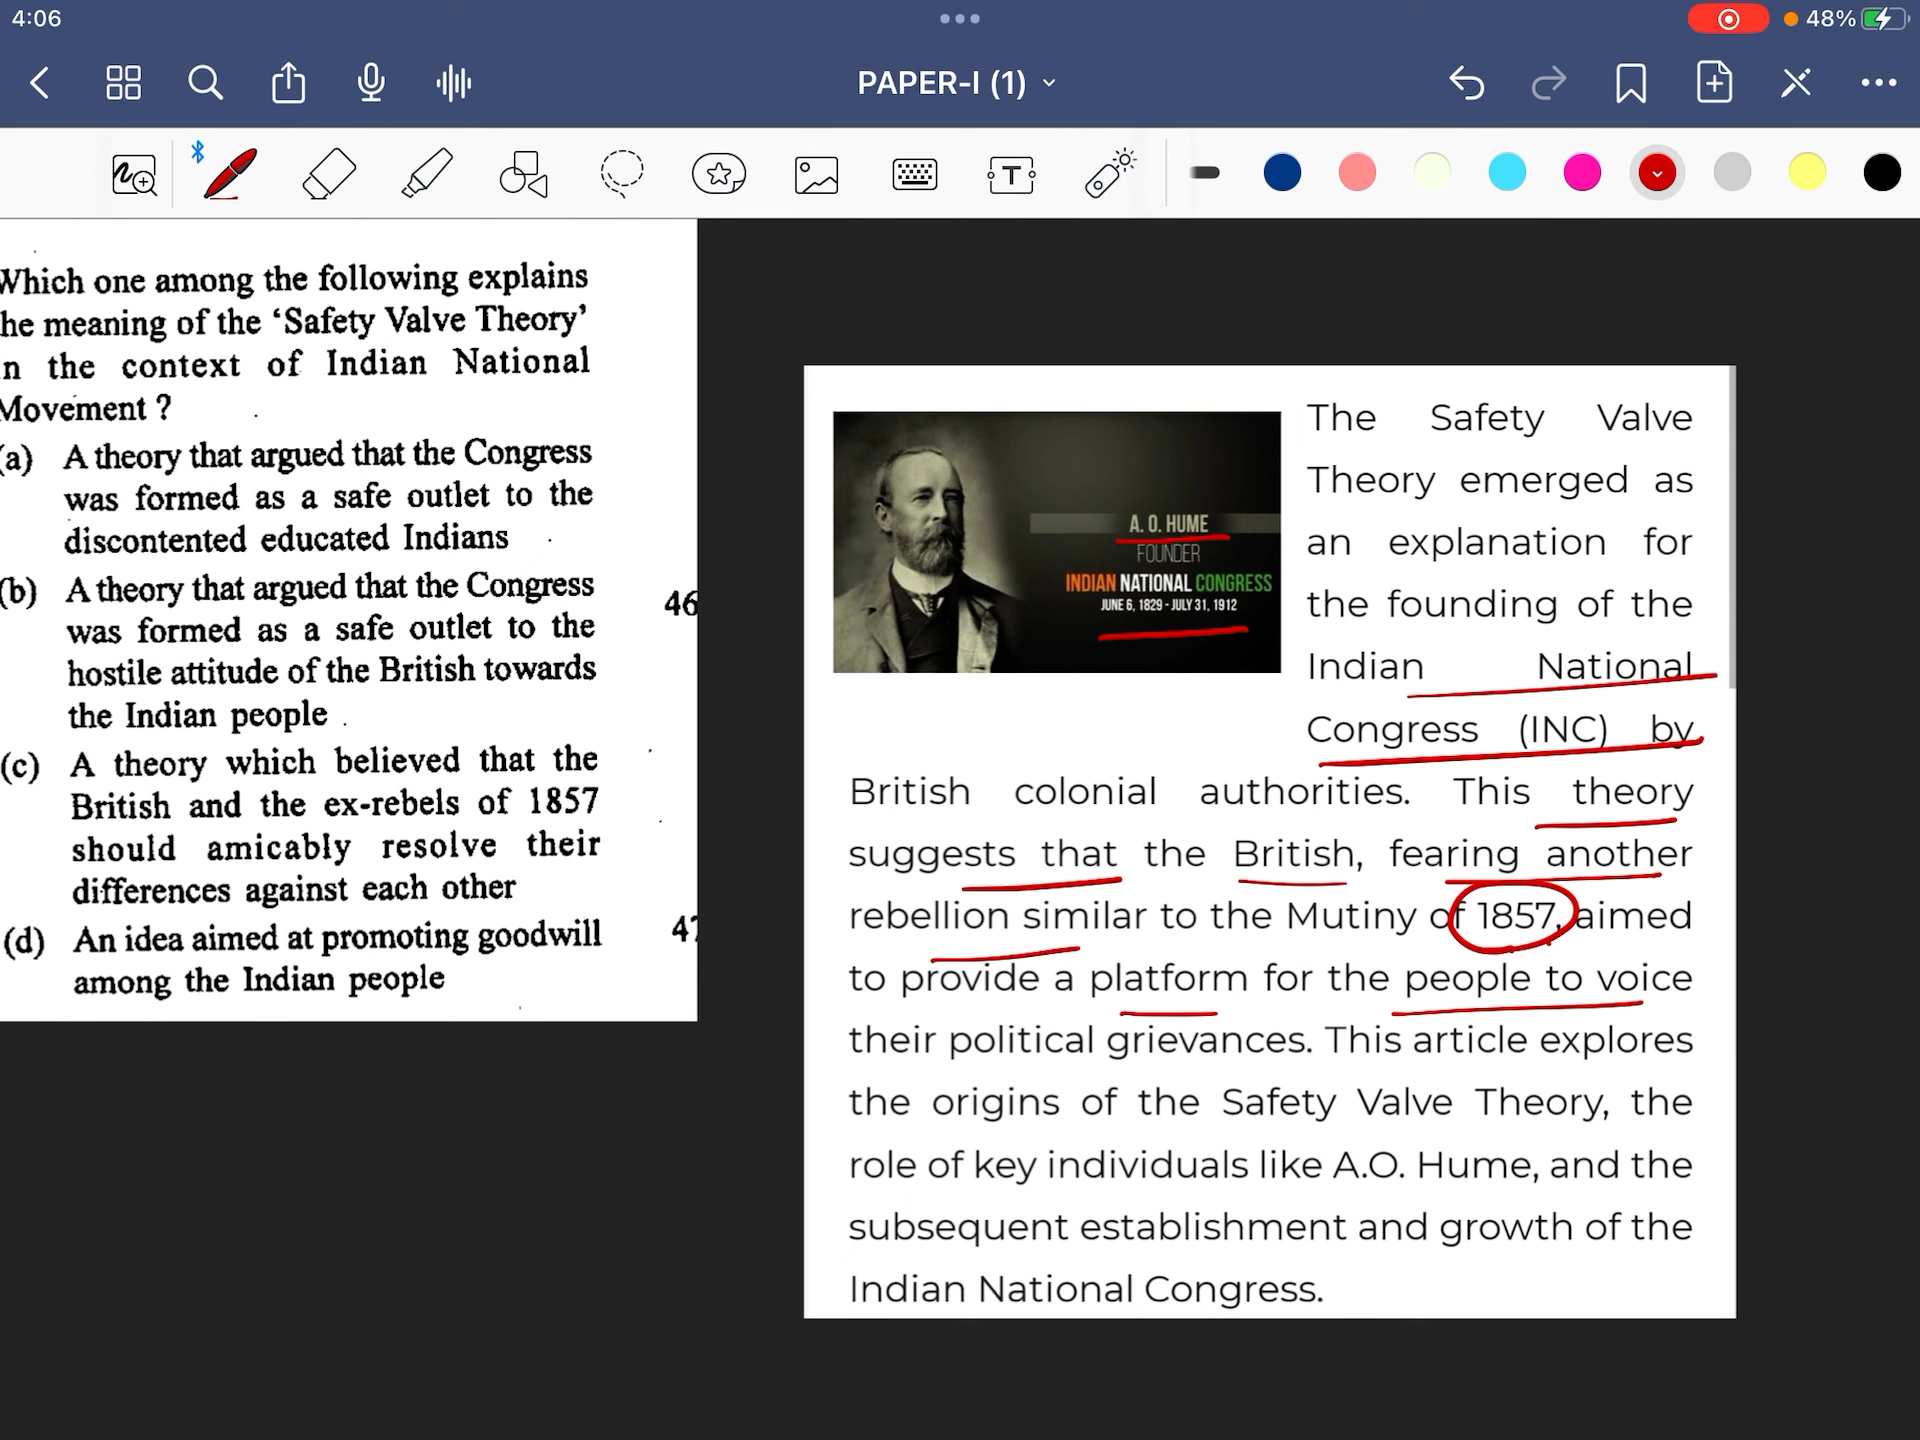 4:06
48%
PAPER-I (1)
T
Which one among the following explains
the meaning of the ‘Safety Valve Theory’
in the context of Indian National
Movement ?
(a) A theory that argued that the Congress
was formed as a safe outlet to the
discontented educated Indians
(b) A theory that argued that the Congress
was formed as a safe outlet to the
hostile attitude of the British towards
the Indian people
(c) A theory which believed that the
British and the ex-rebels of 1857
should amicably resolve their
differences against each other
(d) An idea aimed at promoting goodwill
among the Indian people
46
47
A. O. HUME
FOUNDER
INDIAN NATIONAL CONGRESS
JUNE 6, 1829 - JULY 31, 1912
The Safety Valve
Theory emerged as
an explanation for
the founding of the
Indian National
Congress (INC) by
British colonial authorities. This theory
suggests that the British, fearing another
rebellion similar to the Mutiny of 1857, aimed
to provide a platform for the people to voice
their political grievances. This article explores
the origins of the Safety Valve Theory, the
role of key individuals like A.O. Hume, and the
subsequent establishment and growth of the
Indian National Congress.